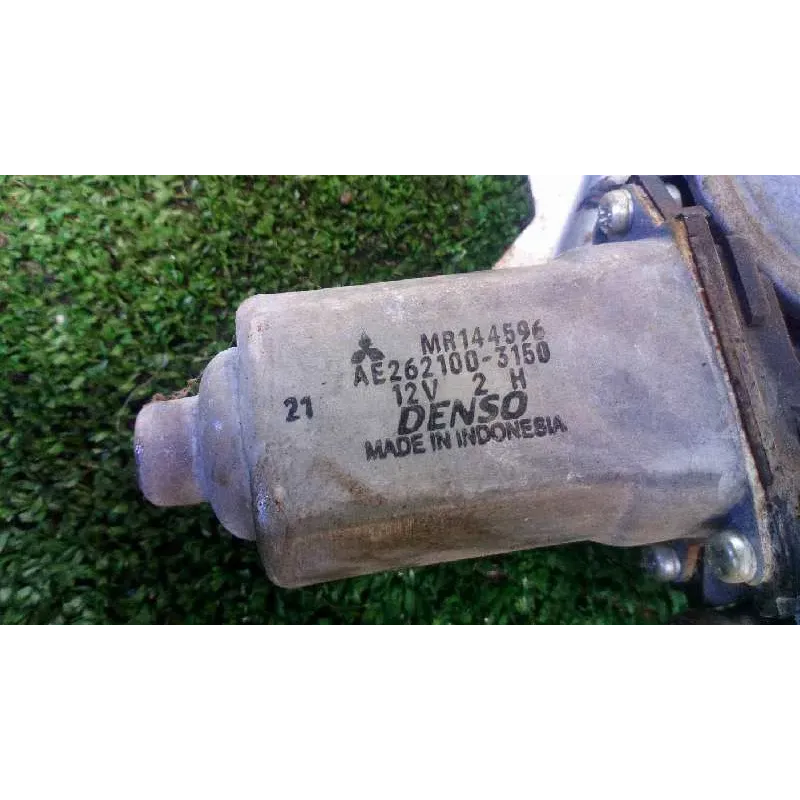 MR144596
AE262100-3150
12V 2 H
21
DENSO
MADE IN INDONESIA